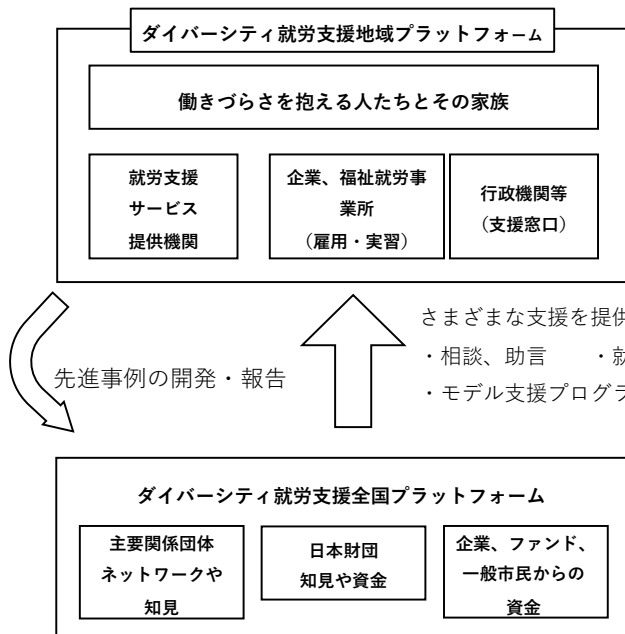 ダイバーシティ就労支援地域プラットフォーム
働きづらさを抱える人たちとその家族
就労支援
サービス
提供機関
企業、福祉就労事
業所
(雇用・実習)
行政機関等
(支援窓口)
さまざまな支援を提供
・相談、助言　・就
・モデル支援プログラ
先進事例の開発・報告
ダイバーシティ就労支援全国プラットフォーム
主要関係団体
ネットワークや
知見
日本財団
知見や資金
企業、ファンド、
一般市民からの
資金